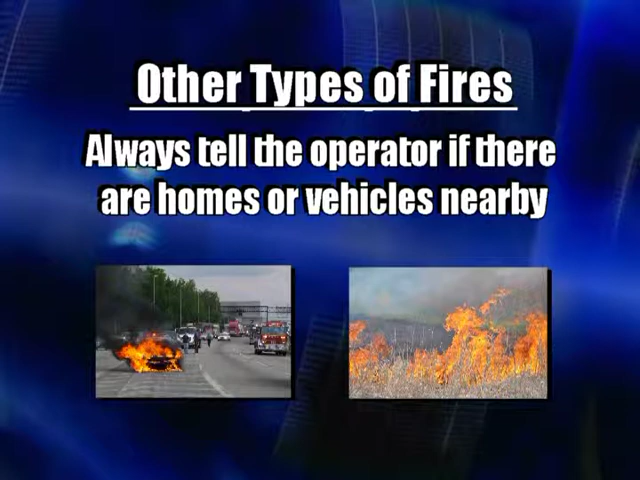 Other Types of Fires
Always tell the operator if there
are homes or vehicles nearby